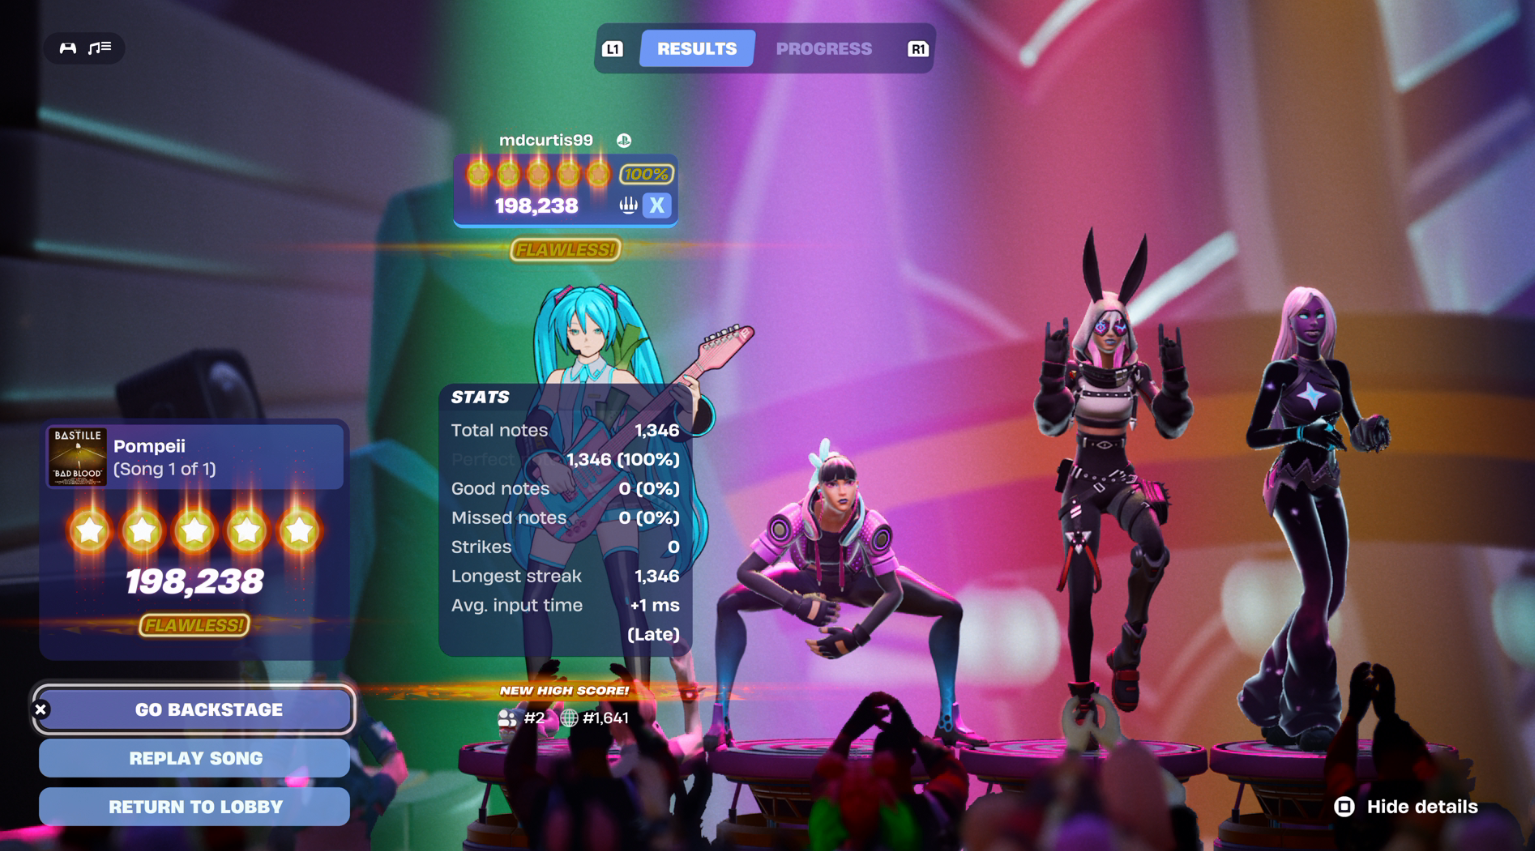 L1
RESULTS
PROGRESS
R1
mdcurtis99
100%
198,238
X
FLAWLESS!
STATS
Total notes 1,346
Perfect 1,346 (100%)
Good notes 0 (0%)
Missed notes 0 (0%)
Strikes 0
Longest streak 1,346
Avg. input time +1 ms
(Late)
NEW HIGH SCORE!
#2 #1,641
BASTILLE
"BAD BLOOD"
Pompeii
(Song 1 of 1)
198,238
FLAWLESS!
GO BACKSTAGE
REPLAY SONG
RETURN TO LOBBY
Hide details